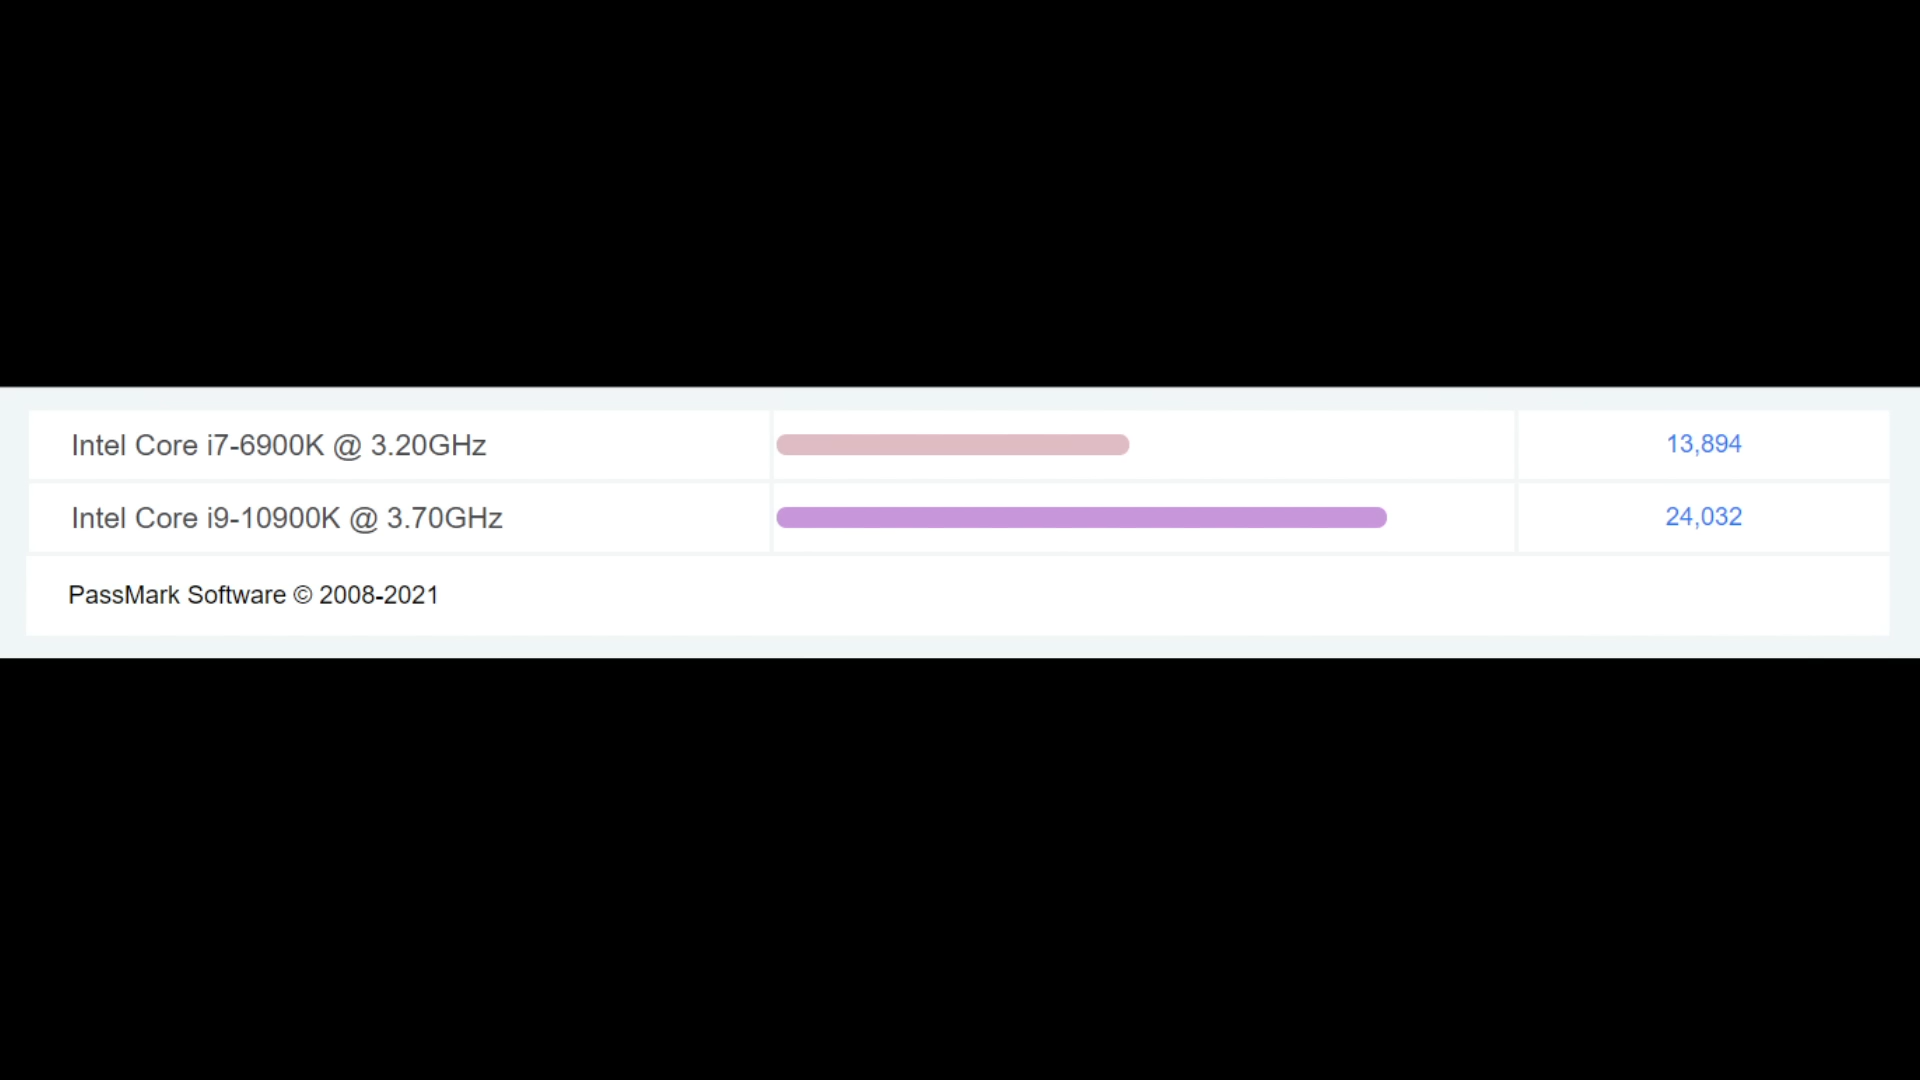 Intel Core i7-6900K @ 3.20GHz 13,894
Intel Core i9-10900K @ 3.70GHz 24,032
PassMark Software © 2008-2021